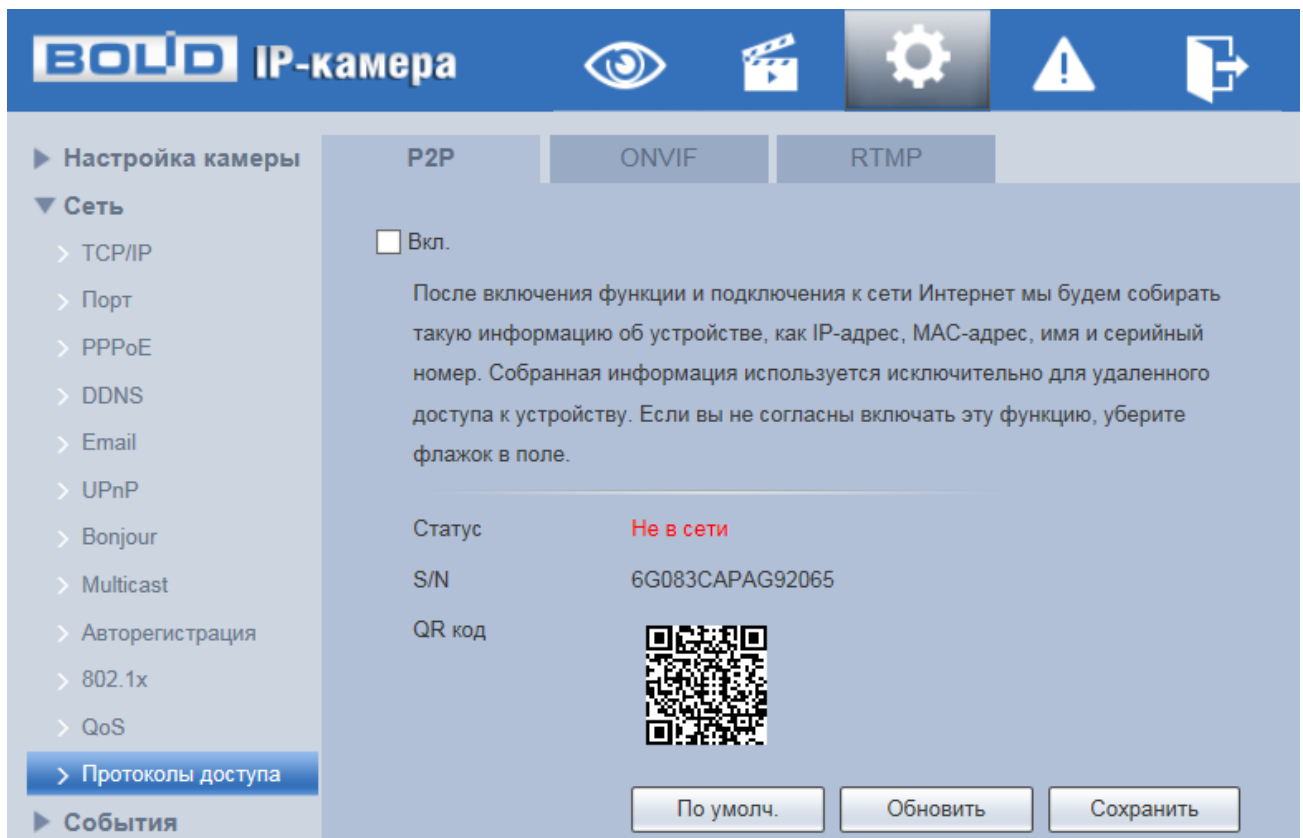 BOLID IP-камера
Настройка камеры
Сеть
TCP/IP
Порт
PPPoE
DDNS
Email
UPnP
Bonjour
Multicast
Авторегистрация
802.1x
QoS
Протоколы доступа
События
P2P ONVIF RTMP
Вкл.
После включения функции и подключения к сети Интернет мы будем собирать
такую информацию об устройстве, как IP-адрес, MAC-адрес, имя и серийный
номер. Собранная информация используется исключительно для удаленного
доступа к устройству. Если вы не согласны включать эту функцию, уберите
флажок в поле.
Статус Не в сети
S/N 6G083CAPAG92065
QR код
По умолч. Обновить Сохранить